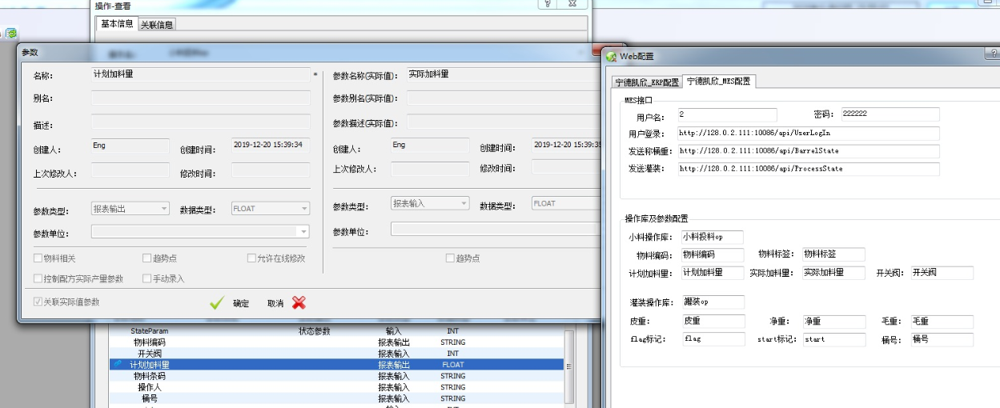 操作-查看
基本信息 关联信息
参数
名称: 计划加料量 *
别名:
描述:
创建人: Eng 创建时间: 2019-12-20 15:39:34
上次修改人: 修改时间:
参数类型: 报表输出 数据类型: FLOAT
参数单位:
物料相关 趋势点 允许在线修改
控制配方实际产量参数 手动录入
关联实际值参数
确定 取消
参数名称(实际值): 实际加料量
参数别名(实际值):
参数描述(实际值):
创建人: Eng 创建时间: 2019-12-20 15:39:35
上次修改人: 修改时间:
参数类型: 报表输入 数据类型: FLOAT
参数单位:
趋势点
StateParam 状态参数 输入 INT
物料编码 报表输出 STRING
开关阀 报表输入 INT
计划加料量 报表输出 FLOAT
物料条码 报表输入 STRING
操作人 报表输入 STRING
桶号 报表输入 STRING
Web配置
宁德凯欣_ERP配置 宁德凯欣_MES配置
MES接口
用户名: 2 密码: 222222
用户登录: http://128.0.2.111:10086/api/UserLogIn
发送称桶重: http://128.0.2.111:10086/api/BarrelState
发送灌装: http://128.0.2.111:10086/api/ProcessState
操作库及参数配置
小料操作库: 小料投料op
物料编码: 物料编码 物料标签: 物料标签
计划加料量: 计划加料量 实际加料量: 实际加料量 开关阀: 开关阀
灌装操作库: 灌装op
皮重: 皮重 净重: 净重 毛重: 毛重
flag标记: flag start标记: start 桶号: 桶号